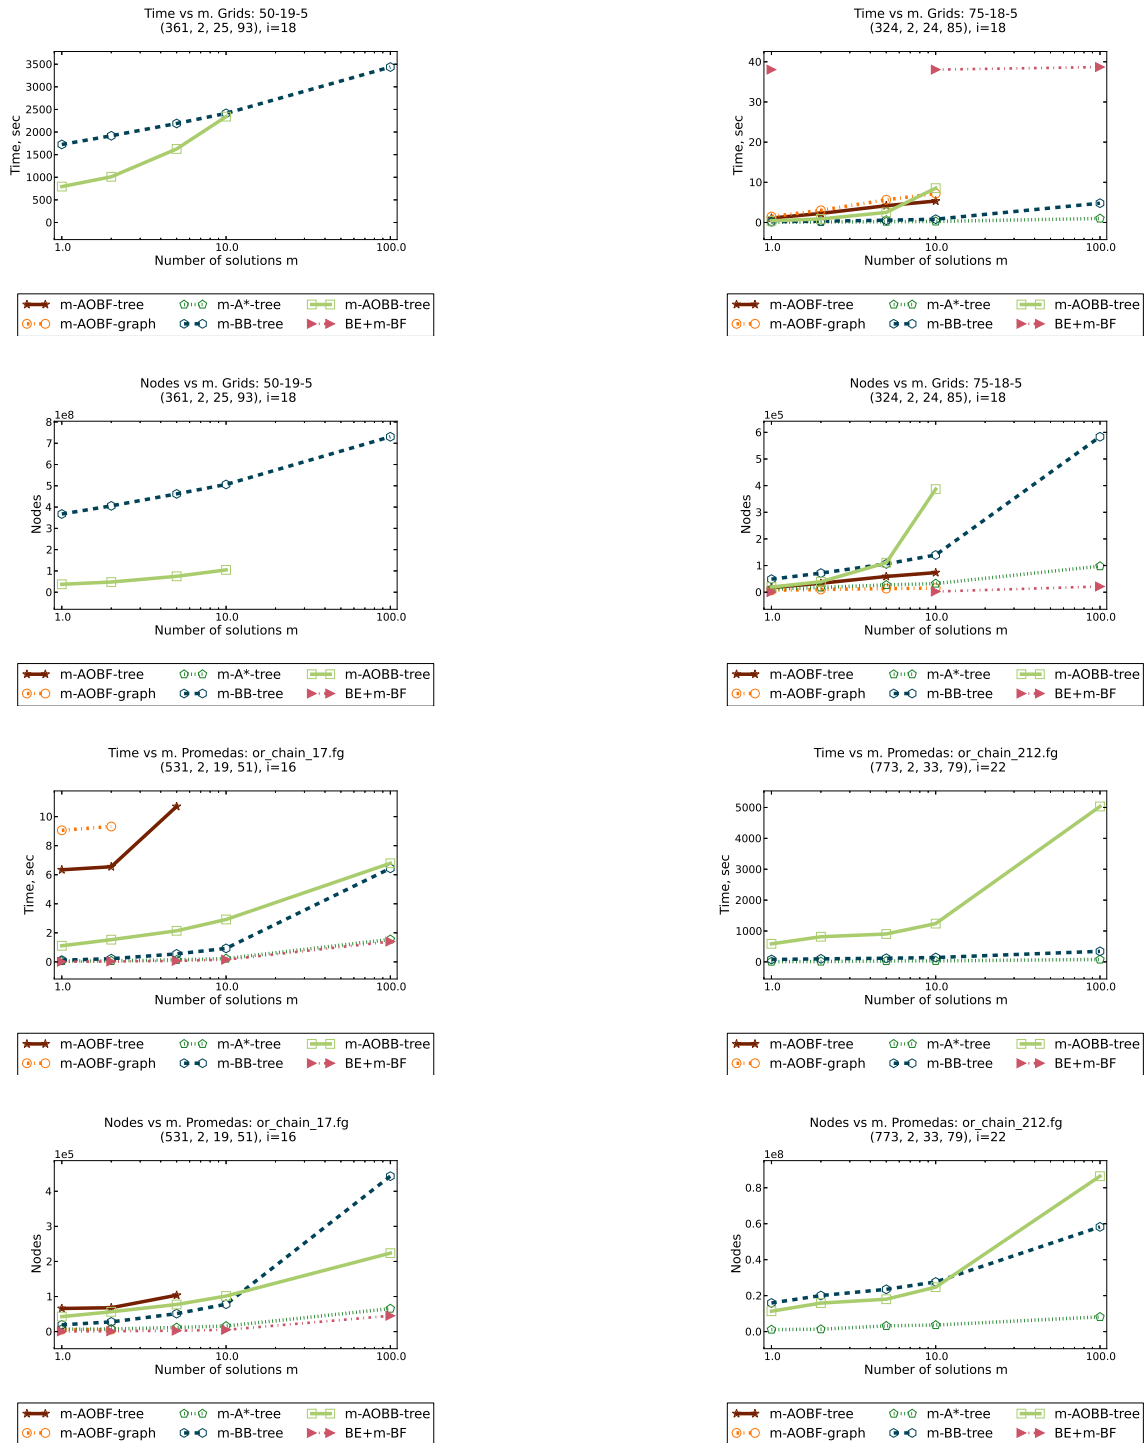 Time vs m. Grids: 50-19-5
(361, 2, 25, 93), i=18
3500
3000
2500
2000
1500
1000
500
0
Time, sec
1.0
10.0
100.0
Number of solutions m
m-AOBF-tree
m-A*-tree
m-AOBB-tree
m-AOBF-graph
m-BB-tree
BE+m-BF
Time vs m. Grids: 75-18-5
(324, 2, 24, 85), i=18
40
30
20
10
0
Time, sec
1.0
10.0
100.0
Number of solutions m
m-AOBF-tree
m-A*-tree
m-AOBB-tree
m-AOBF-graph
m-BB-tree
BE+m-BF
Nodes vs m. Grids: 50-19-5
(361, 2, 25, 93), i=18
1e8
8
7
6
5
4
3
2
1
0
Nodes
1.0
10.0
100.0
Number of solutions m
m-AOBF-tree
m-A*-tree
m-AOBB-tree
m-AOBF-graph
m-BB-tree
BE+m-BF
Nodes vs m. Grids: 75-18-5
(324, 2, 24, 85), i=18
1e5
6
5
4
3
2
1
0
Nodes
1.0
10.0
100.0
Number of solutions m
m-AOBF-tree
m-A*-tree
m-AOBB-tree
m-AOBF-graph
m-BB-tree
BE+m-BF
Time vs m. Promedas: or_chain_17.fg
(531, 2, 19, 51), i=16
10
8
6
4
2
0
Time, sec
1.0
10.0
100.0
Number of solutions m
m-AOBF-tree
m-A*-tree
m-AOBB-tree
m-AOBF-graph
m-BB-tree
BE+m-BF
Time vs m. Promedas: or_chain_212.fg
(773, 2, 33, 79), i=22
5000
4000
3000
2000
1000
0
Time, sec
1.0
10.0
100.0
Number of solutions m
m-AOBF-tree
m-A*-tree
m-AOBB-tree
m-AOBF-graph
m-BB-tree
BE+m-BF
Nodes vs m. Promedas: or_chain_17.fg
(531, 2, 19, 51), i=16
1e5
4
3
2
1
0
Nodes
1.0
10.0
100.0
Number of solutions m
m-AOBF-tree
m-A*-tree
m-AOBB-tree
m-AOBF-graph
m-BB-tree
BE+m-BF
Nodes vs m. Promedas: or_chain_212.fg
(773, 2, 33, 79), i=22
1e8
0.8
0.6
0.4
0.2
0.0
Nodes
1.0
10.0
100.0
Number of solutions m
m-AOBF-tree
m-A*-tree
m-AOBB-tree
m-AOBF-graph
m-BB-tree
BE+m-BF